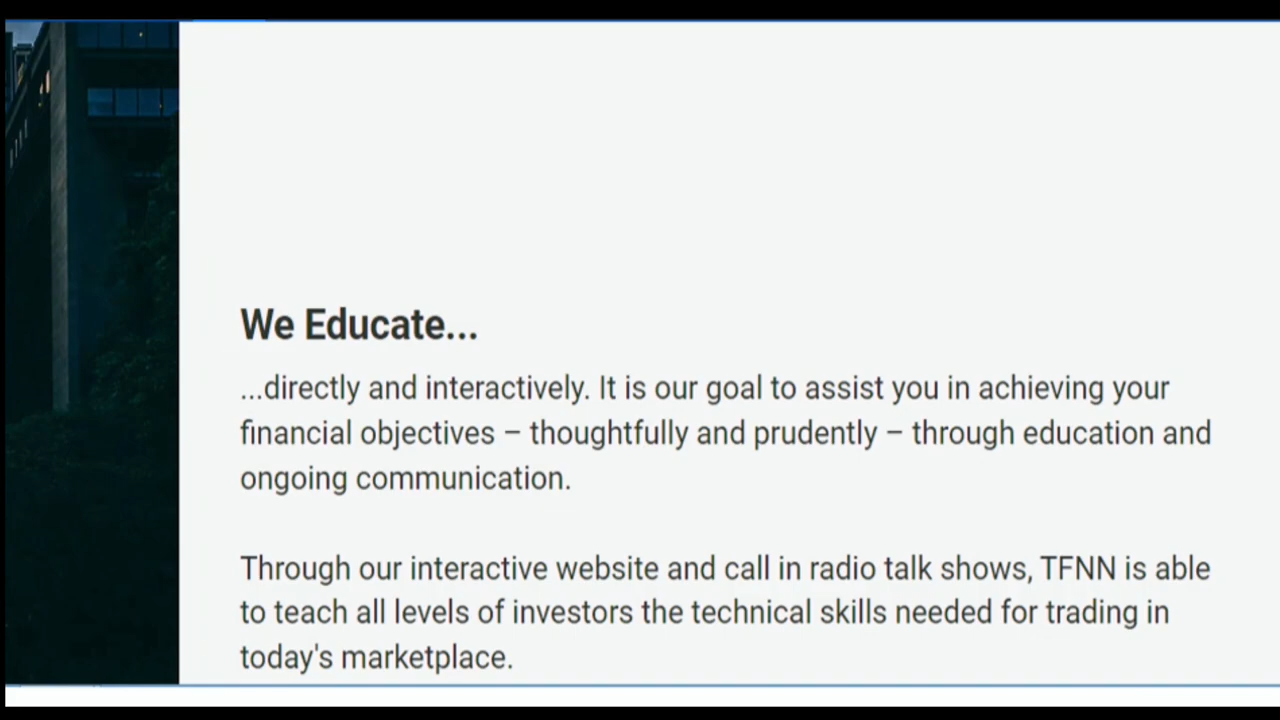 We Educate...
...directly and interactively. It is our goal to assist you in achieving your
financial objectives – thoughtfully and prudently – through education and
ongoing communication.
Through our interactive website and call in radio talk shows, TFNN is able
to teach all levels of investors the technical skills needed for trading in
today's marketplace.